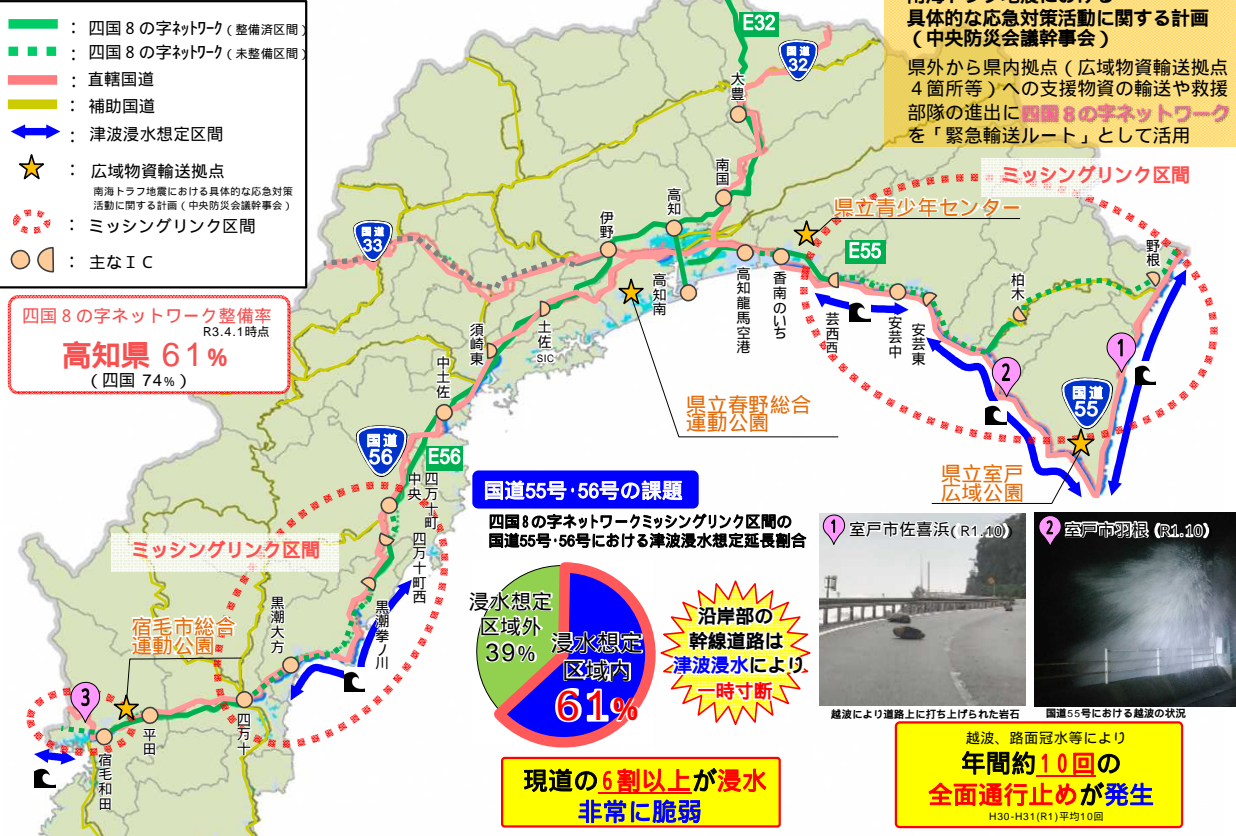 ：四国８の字ネットワーク（整備済区間）
：四国８の字ネットワーク（未整備区間）
：直轄国道
：補助国道
：津波浸水想定区間
：広域物資輸送拠点
南海トラフ地震における具体的な応急対策
活動に関する計画（中央防災会議幹事会）
：ミッシングリンク区間
：主なＩＣ
四国８の字ネットワーク整備率
R3.4.1時点
高知県 61%
（四国 74%）
南海トラフ地震における
具体的な応急対策活動に関する計画
（中央防災会議幹事会）
県外から県内拠点（広域物資輸送拠点
４箇所等）への支援物資の輸送や救援
部隊の進出に四国８の字ネットワーク
を「緊急輸送ルート」として活用
ミッシングリンク区間
E32
国道
32
大豊
南国
高知
伊野
国道
33
県立青少年センター
E55
野根
柏木
高知南
高知龍馬空港
香南のいち
芸西西
安芸中
安芸東
1
2
国道
55
須崎東
土佐
SIC
中土佐
県立春野総合
運動公園
県立室戸
広域公園
国道
56
E56
四万十町
中央
四万十町西
ミッシングリンク区間
黒潮拳ノ川
黒潮大方
宿毛市総合
運動公園
3
四万十
平田
宿毛和田
国道55号・56号の課題
四国８の字ネットワークミッシングリンク区間の
国道55号・56号における津波浸水想定延長割合
浸水想定
区域外
39%
浸水想定
区域内
61%
沿岸部の
幹線道路は
津波浸水により
一時寸断
現道の６割以上が浸水
非常に脆弱
1 室戸市佐喜浜(R1.10)
越波により道路上に打ち上げられた岩石
2 室戸市羽根 (R1.10)
国道55号における越波の状況
越波、路面冠水等により
年間約10回の
全面通行止めが発生
H30-H31(R1)平均10回